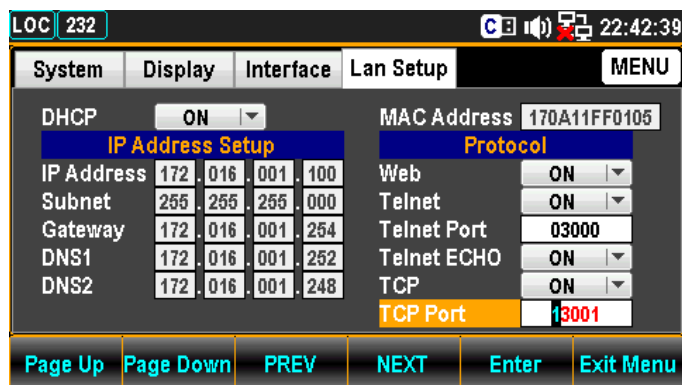 LOC 232 C 22:42:39
System Display Interface Lan Setup MENU
DHCP ON
IP Address Setup
IP Address 172 . 016 . 001 . 100
Subnet 255 . 255 . 255 . 000
Gateway 172 . 016 . 001 . 254
DNS1 172 . 016 . 001 . 252
DNS2 172 . 016 . 001 . 248
MAC Address 170A11FF0105
Protocol
Web ON
Telnet ON
Telnet Port 03000
Telnet ECHO ON
TCP ON
TCP Port 13001
Page Up Page Down PREV NEXT Enter Exit Menu